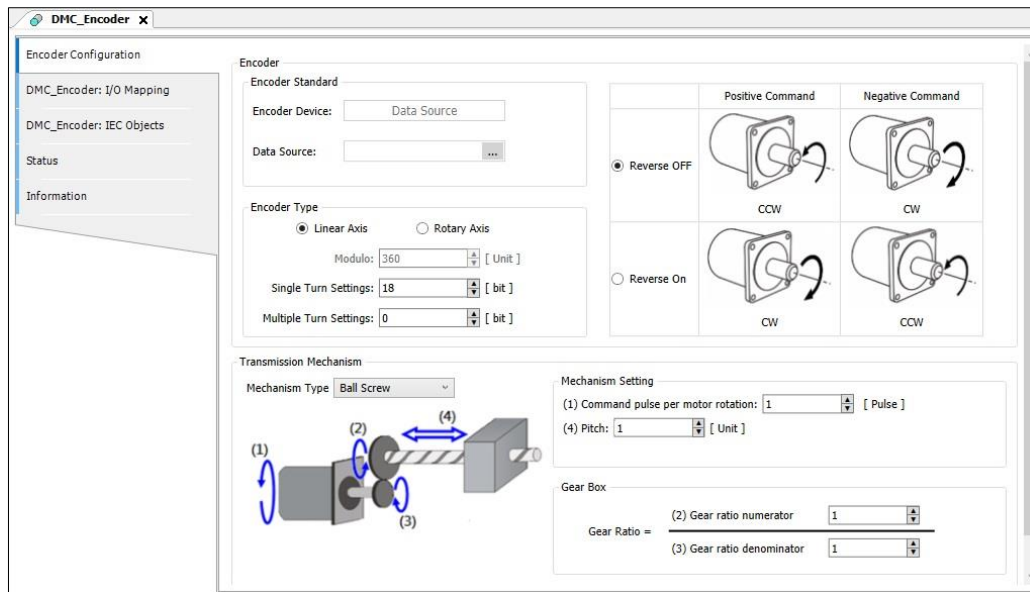 DMC_Encoder
Encoder Configuration
DMC_Encoder: I/O Mapping
DMC_Encoder: IEC Objects
Status
Information
Encoder
Encoder Standard
Encoder Device: Data Source
Data Source: ...
Encoder Type
Linear Axis Rotary Axis
Modulo: 360 [ Unit ]
Single Turn Settings: 18 [ bit ]
Multiple Turn Settings: 0 [ bit ]
Positive Command Negative Command
Reverse OFF
CCW CW
Reverse On
CW CCW
Transmission Mechanism
Mechanism Type Ball Screw
(1)
(2)
(4)
(3)
Mechanism Setting
(1) Command pulse per motor rotation: 1 [ Pulse ]
(4) Pitch: 1 [ Unit ]
Gear Box
Gear Ratio =
(2) Gear ratio numerator 1
(3) Gear ratio denominator 1